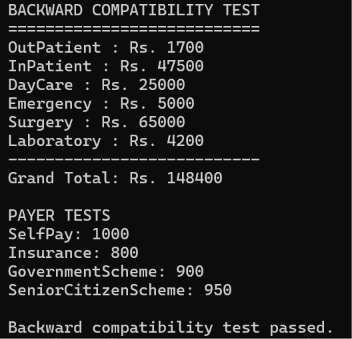 BACKWARD COMPATIBILITY TEST
===========================
OutPatient : Rs. 1700
InPatient : Rs. 47500
DayCare : Rs. 25000
Emergency : Rs. 5000
Surgery : Rs. 65000
Laboratory : Rs. 4200
---------------------------
Grand Total: Rs. 148400

PAYER TESTS
SelfPay: 1000
Insurance: 800
GovernmentScheme: 900
SeniorCitizenScheme: 950

Backward compatibility test passed.